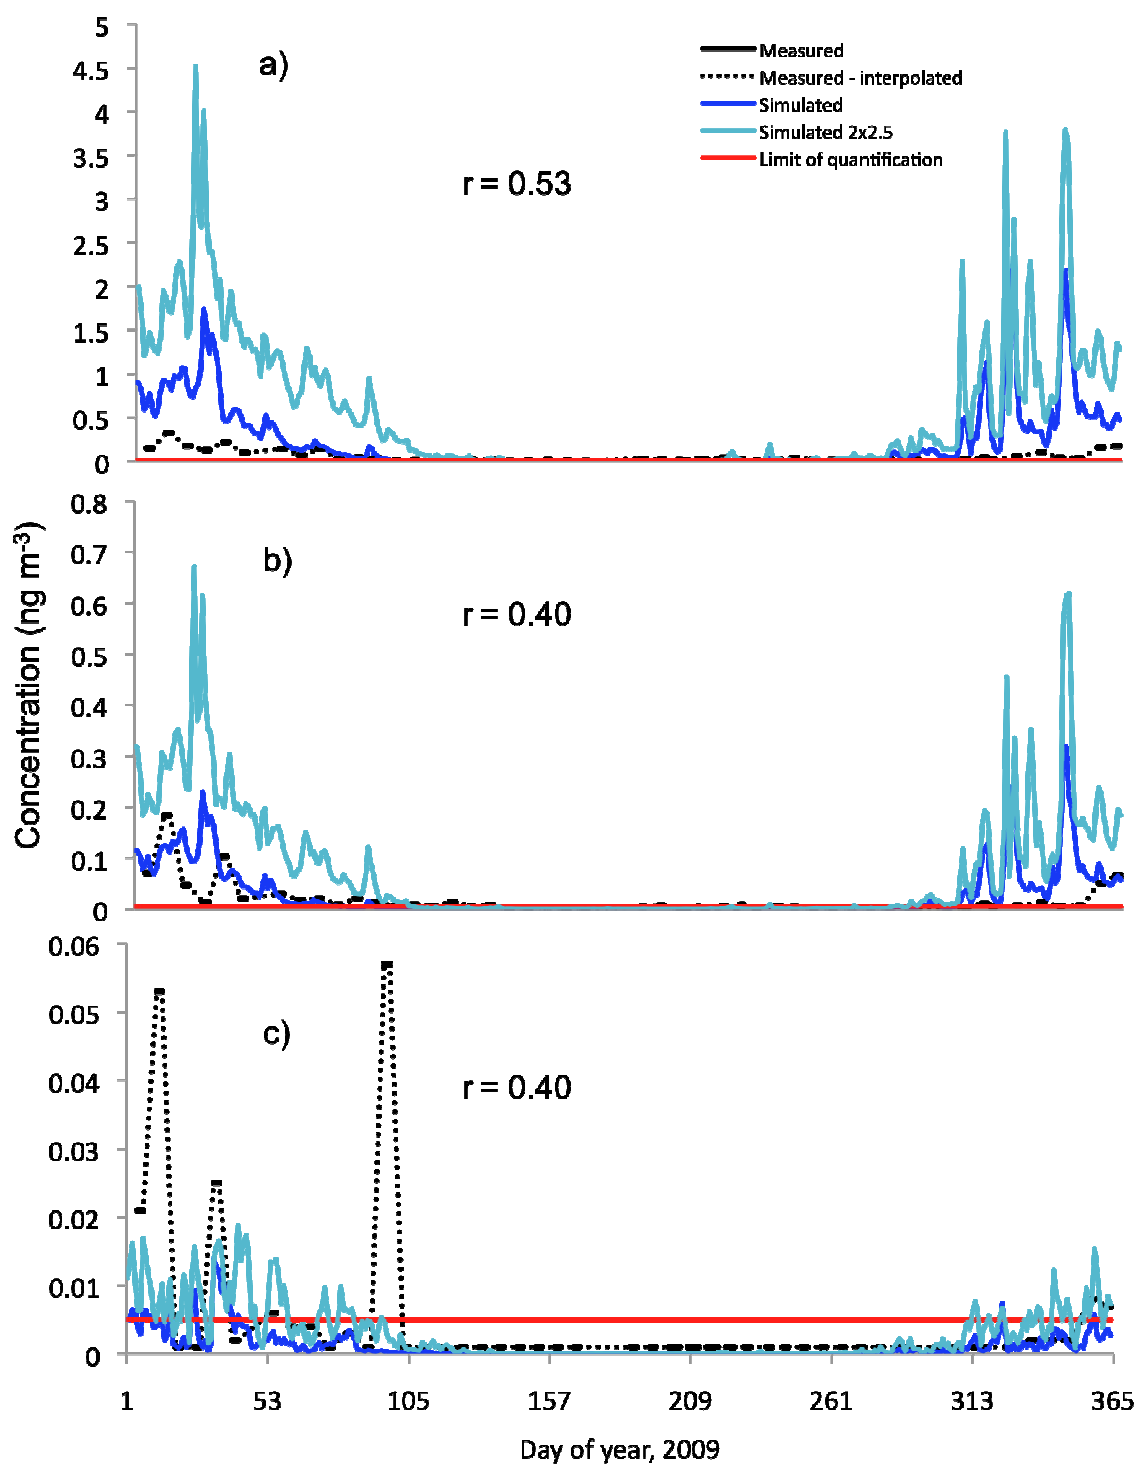 5
4.5
4
3.5
3
2.5
2
1.5
1
0.5
0
a)
r = 0.53
Measured
Measured - interpolated
Simulated
Simulated 2x2.5
Limit of quantification
Concentration (ng m⁻³)
0.8
0.7
0.6
0.5
0.4
0.3
0.2
0.1
0
b)
r = 0.40
0.06
0.05
0.04
0.03
0.02
0.01
0
c)
r = 0.40
1 53 105 157 209 261 313 365
Day of year, 2009